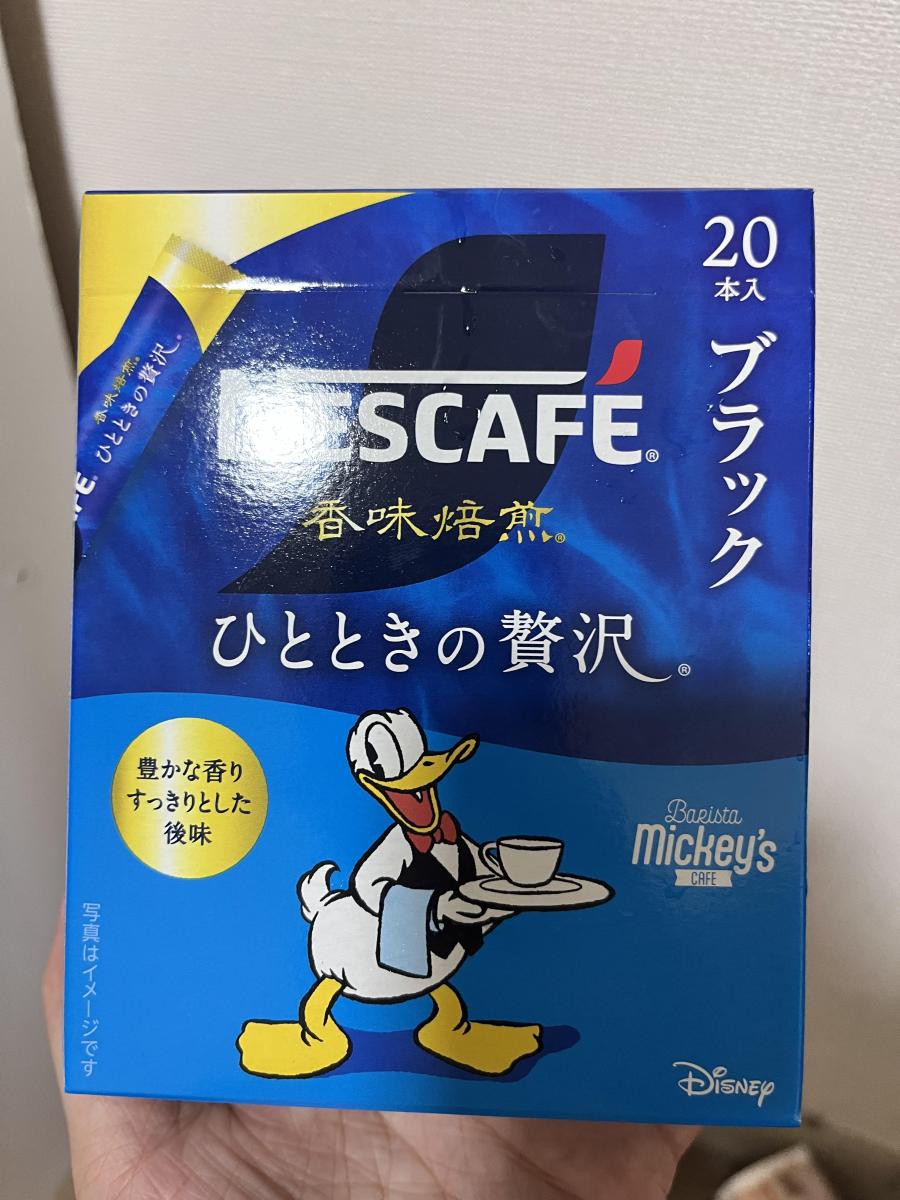 20
本入
ブラック
NESCAFÉ®
香味焙煎®
ひとときの贅沢®
香味焙煎®
ひとときの贅沢®
FÉ
豊かな香り
すっきりとした
後味
Barista
Mickey's
CAFE
写真はイメージです
Disney